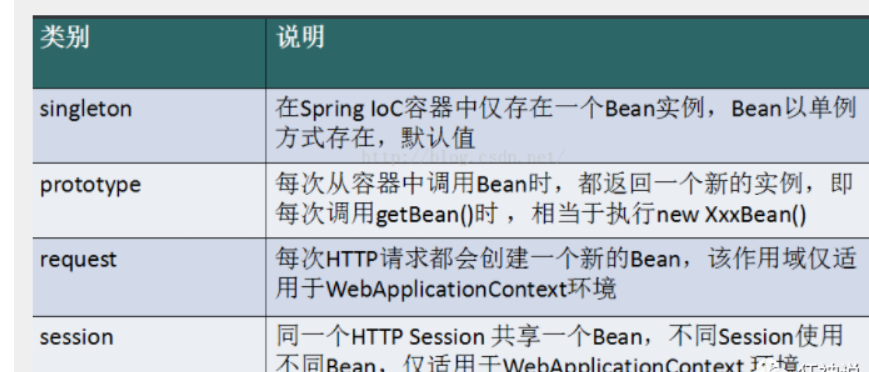 类别 说明
singleton 在Spring IoC容器中仅存在一个Bean实例，Bean以单例
方式存在，默认值
http://blog.csdn.net/
prototype 每次从容器中调用Bean时，都返回一个新的实例，即
每次调用getBean()时 ，相当于执行new XxxBean()
request 每次HTTP请求都会创建一个新的Bean，该作用域仅适
用于WebApplicationContext环境
session 同一个HTTP Session 共享一个Bean，不同Session使用
不同Bean，仅适用于WebApplicationContext 环境